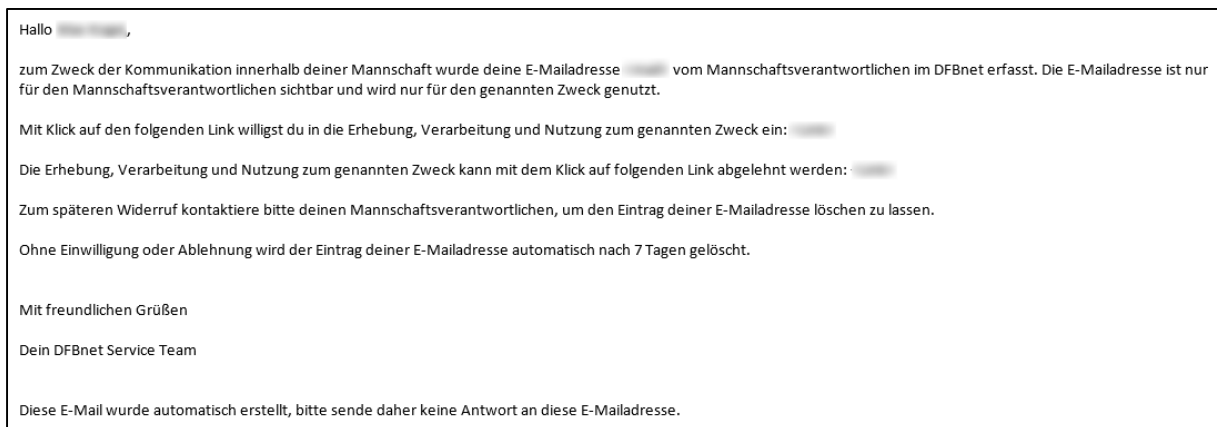 Hallo ,
zum Zweck der Kommunikation innerhalb deiner Mannschaft wurde deine E-Mailadresse vom Mannschaftsverantwortlichen im DFBnet erfasst. Die E-Mailadresse ist nur
für den Mannschaftsverantwortlichen sichtbar und wird nur für den genannten Zweck genutzt.
Mit Klick auf den folgenden Link willigst du in die Erhebung, Verarbeitung und Nutzung zum genannten Zweck ein:
Die Erhebung, Verarbeitung und Nutzung zum genannten Zweck kann mit dem Klick auf folgenden Link abgelehnt werden:
Zum späteren Widerruf kontaktiere bitte deinen Mannschaftsverantwortlichen, um den Eintrag deiner E-Mailadresse löschen zu lassen.
Ohne Einwilligung oder Ablehnung wird der Eintrag deiner E-Mailadresse automatisch nach 7 Tagen gelöscht.
Mit freundlichen Grüßen
Dein DFBnet Service Team
Diese E-Mail wurde automatisch erstellt, bitte sende daher keine Antwort an diese E-Mailadresse.